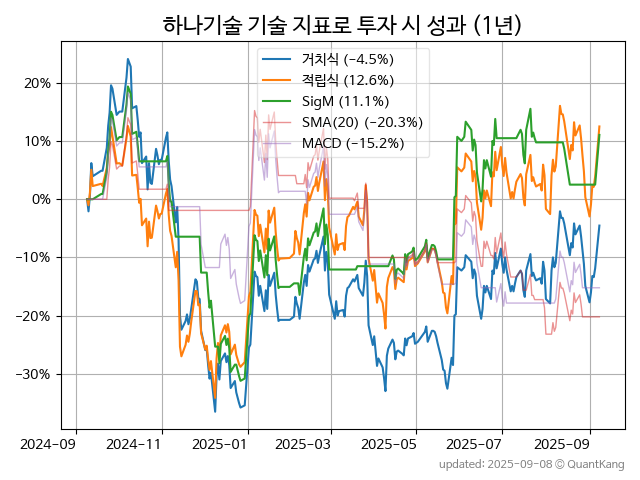 하나기술 기술 지표로 투자 시 성과 (1년)
거치식 (-4.5%)
적립식 (12.6%)
SigM (11.1%)
SMA(20) (-20.3%)
MACD (-15.2%)
20%
10%
0%
-10%
-20%
-30%
2024-09 2024-11 2025-01 2025-03 2025-05 2025-07 2025-09
updated: 2025-09-08 © QuantKang